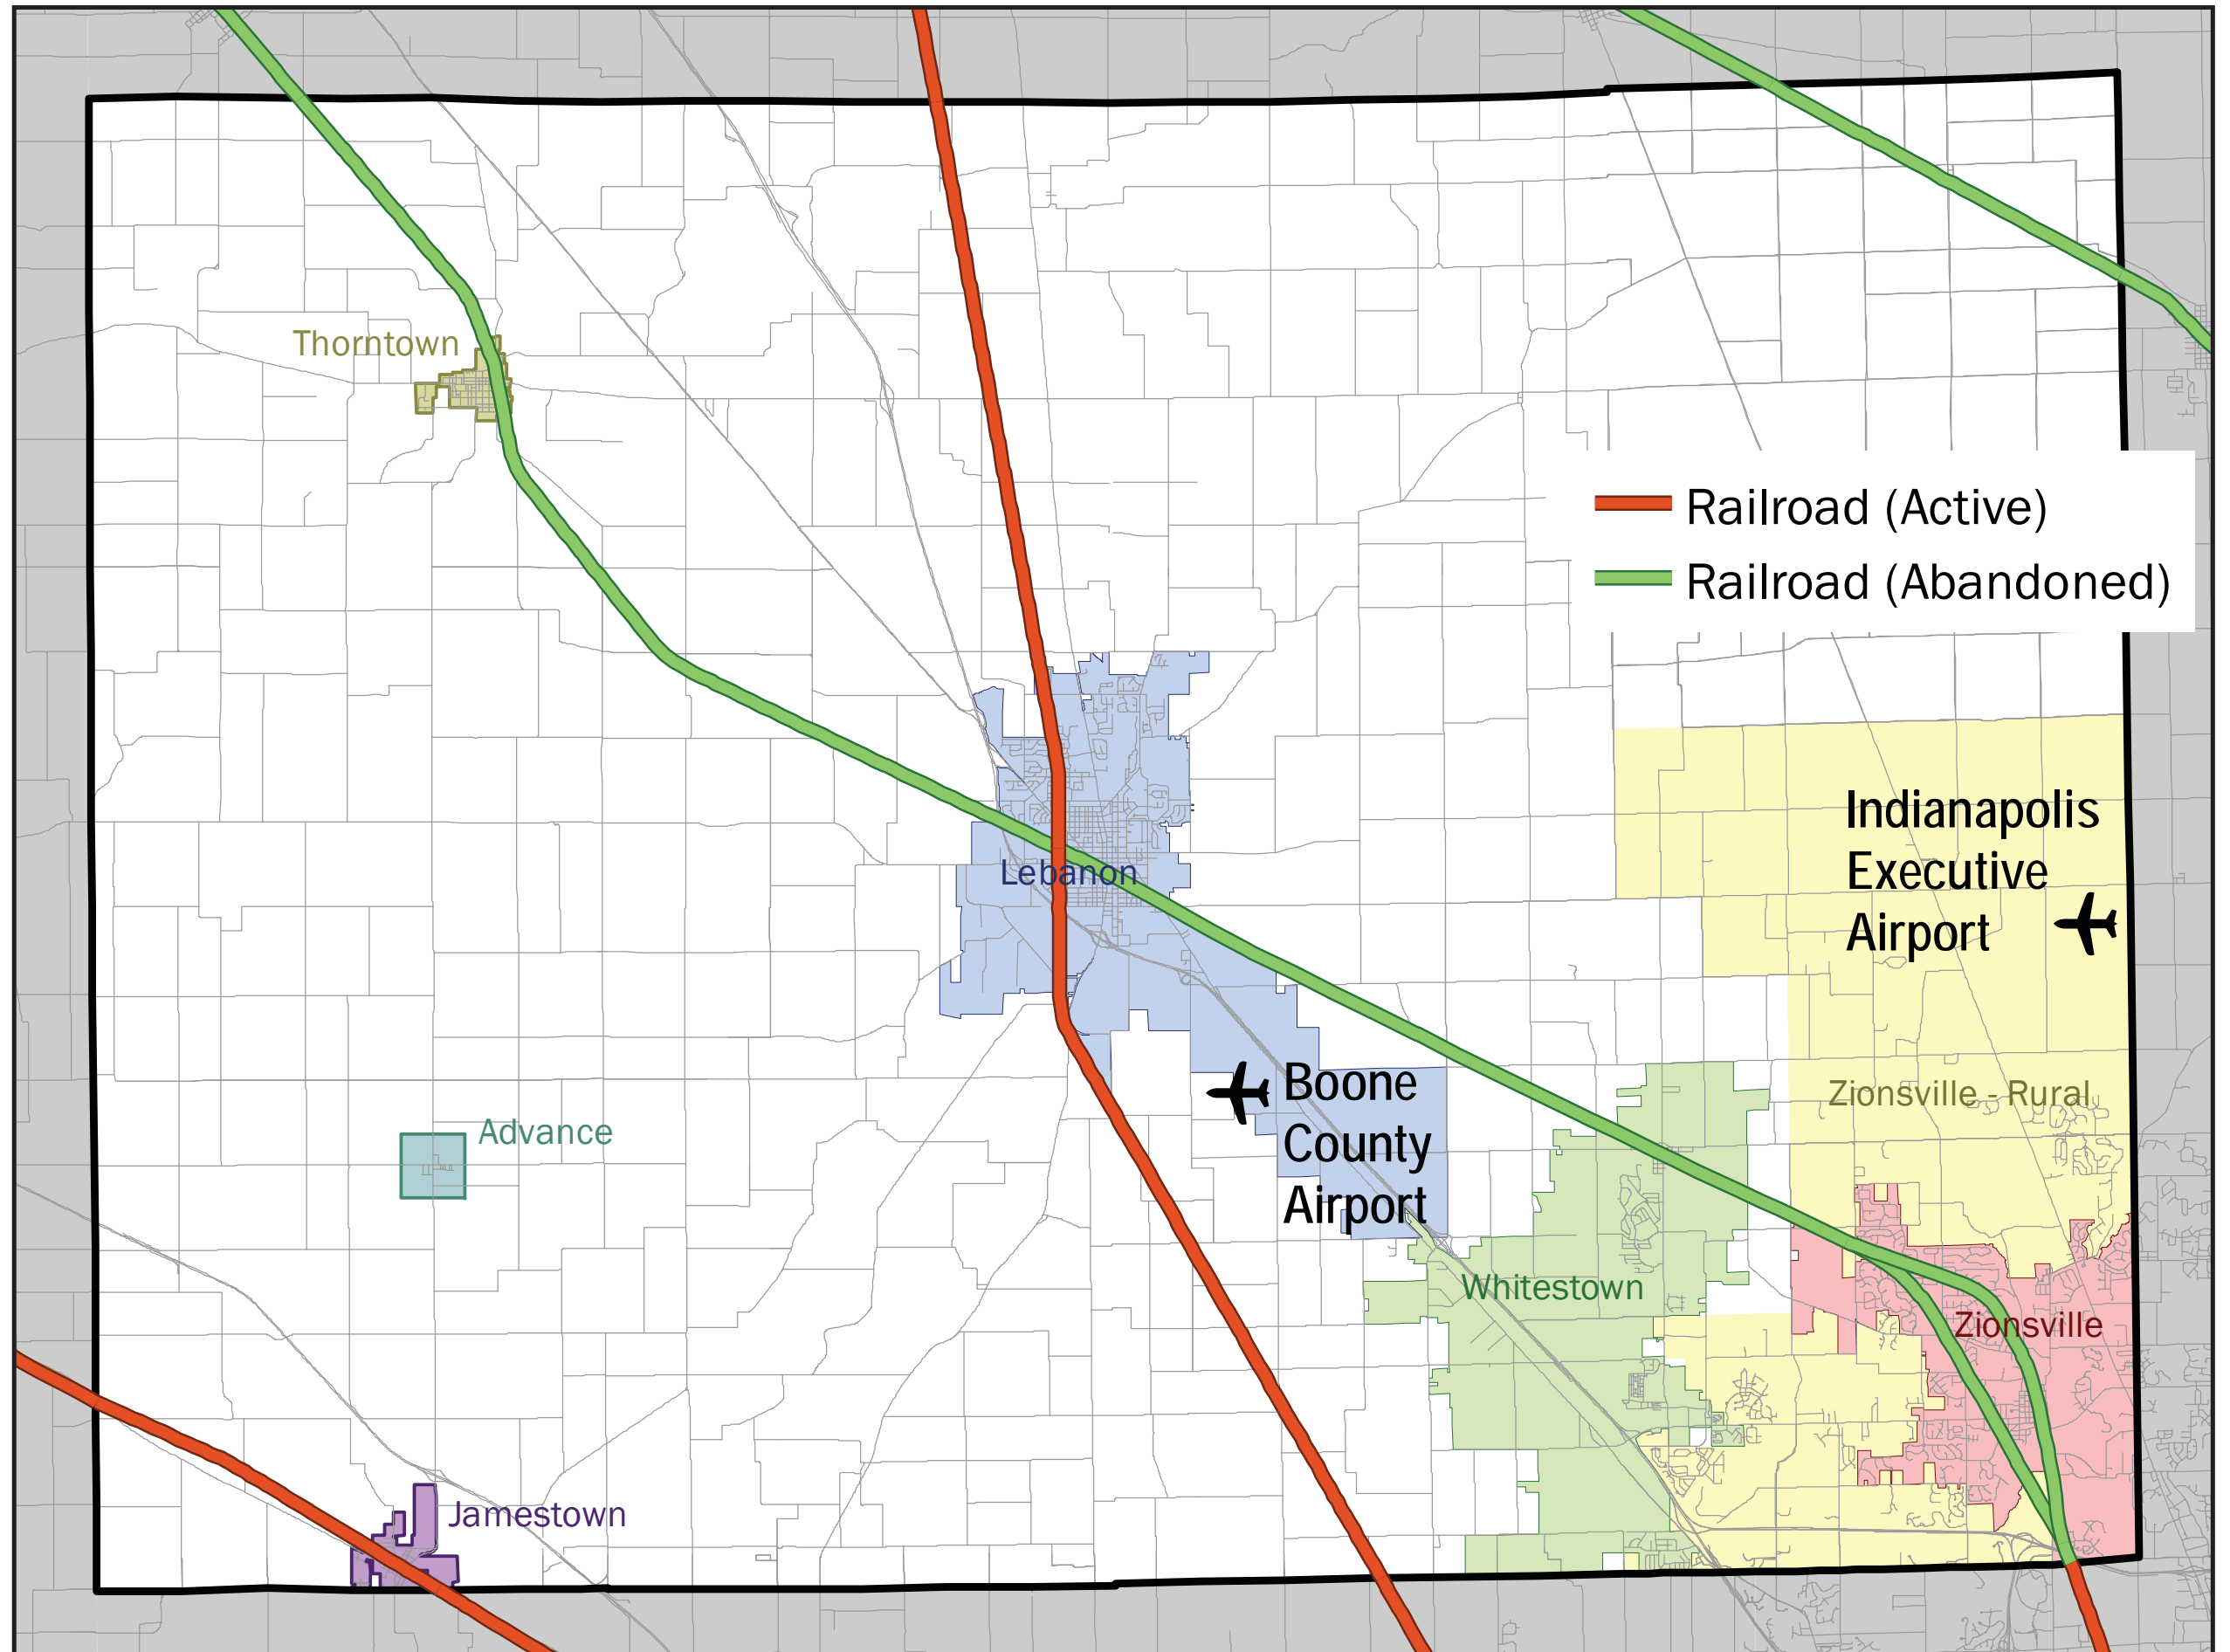 Thorntown
Railroad (Active)
Railroad (Abandoned)
Indianapolis
Executive
Airport
Lebanon
Boone
County
Airport
Zionsville - Rural
Advance
Whitestown
Zionsville
Jamestown